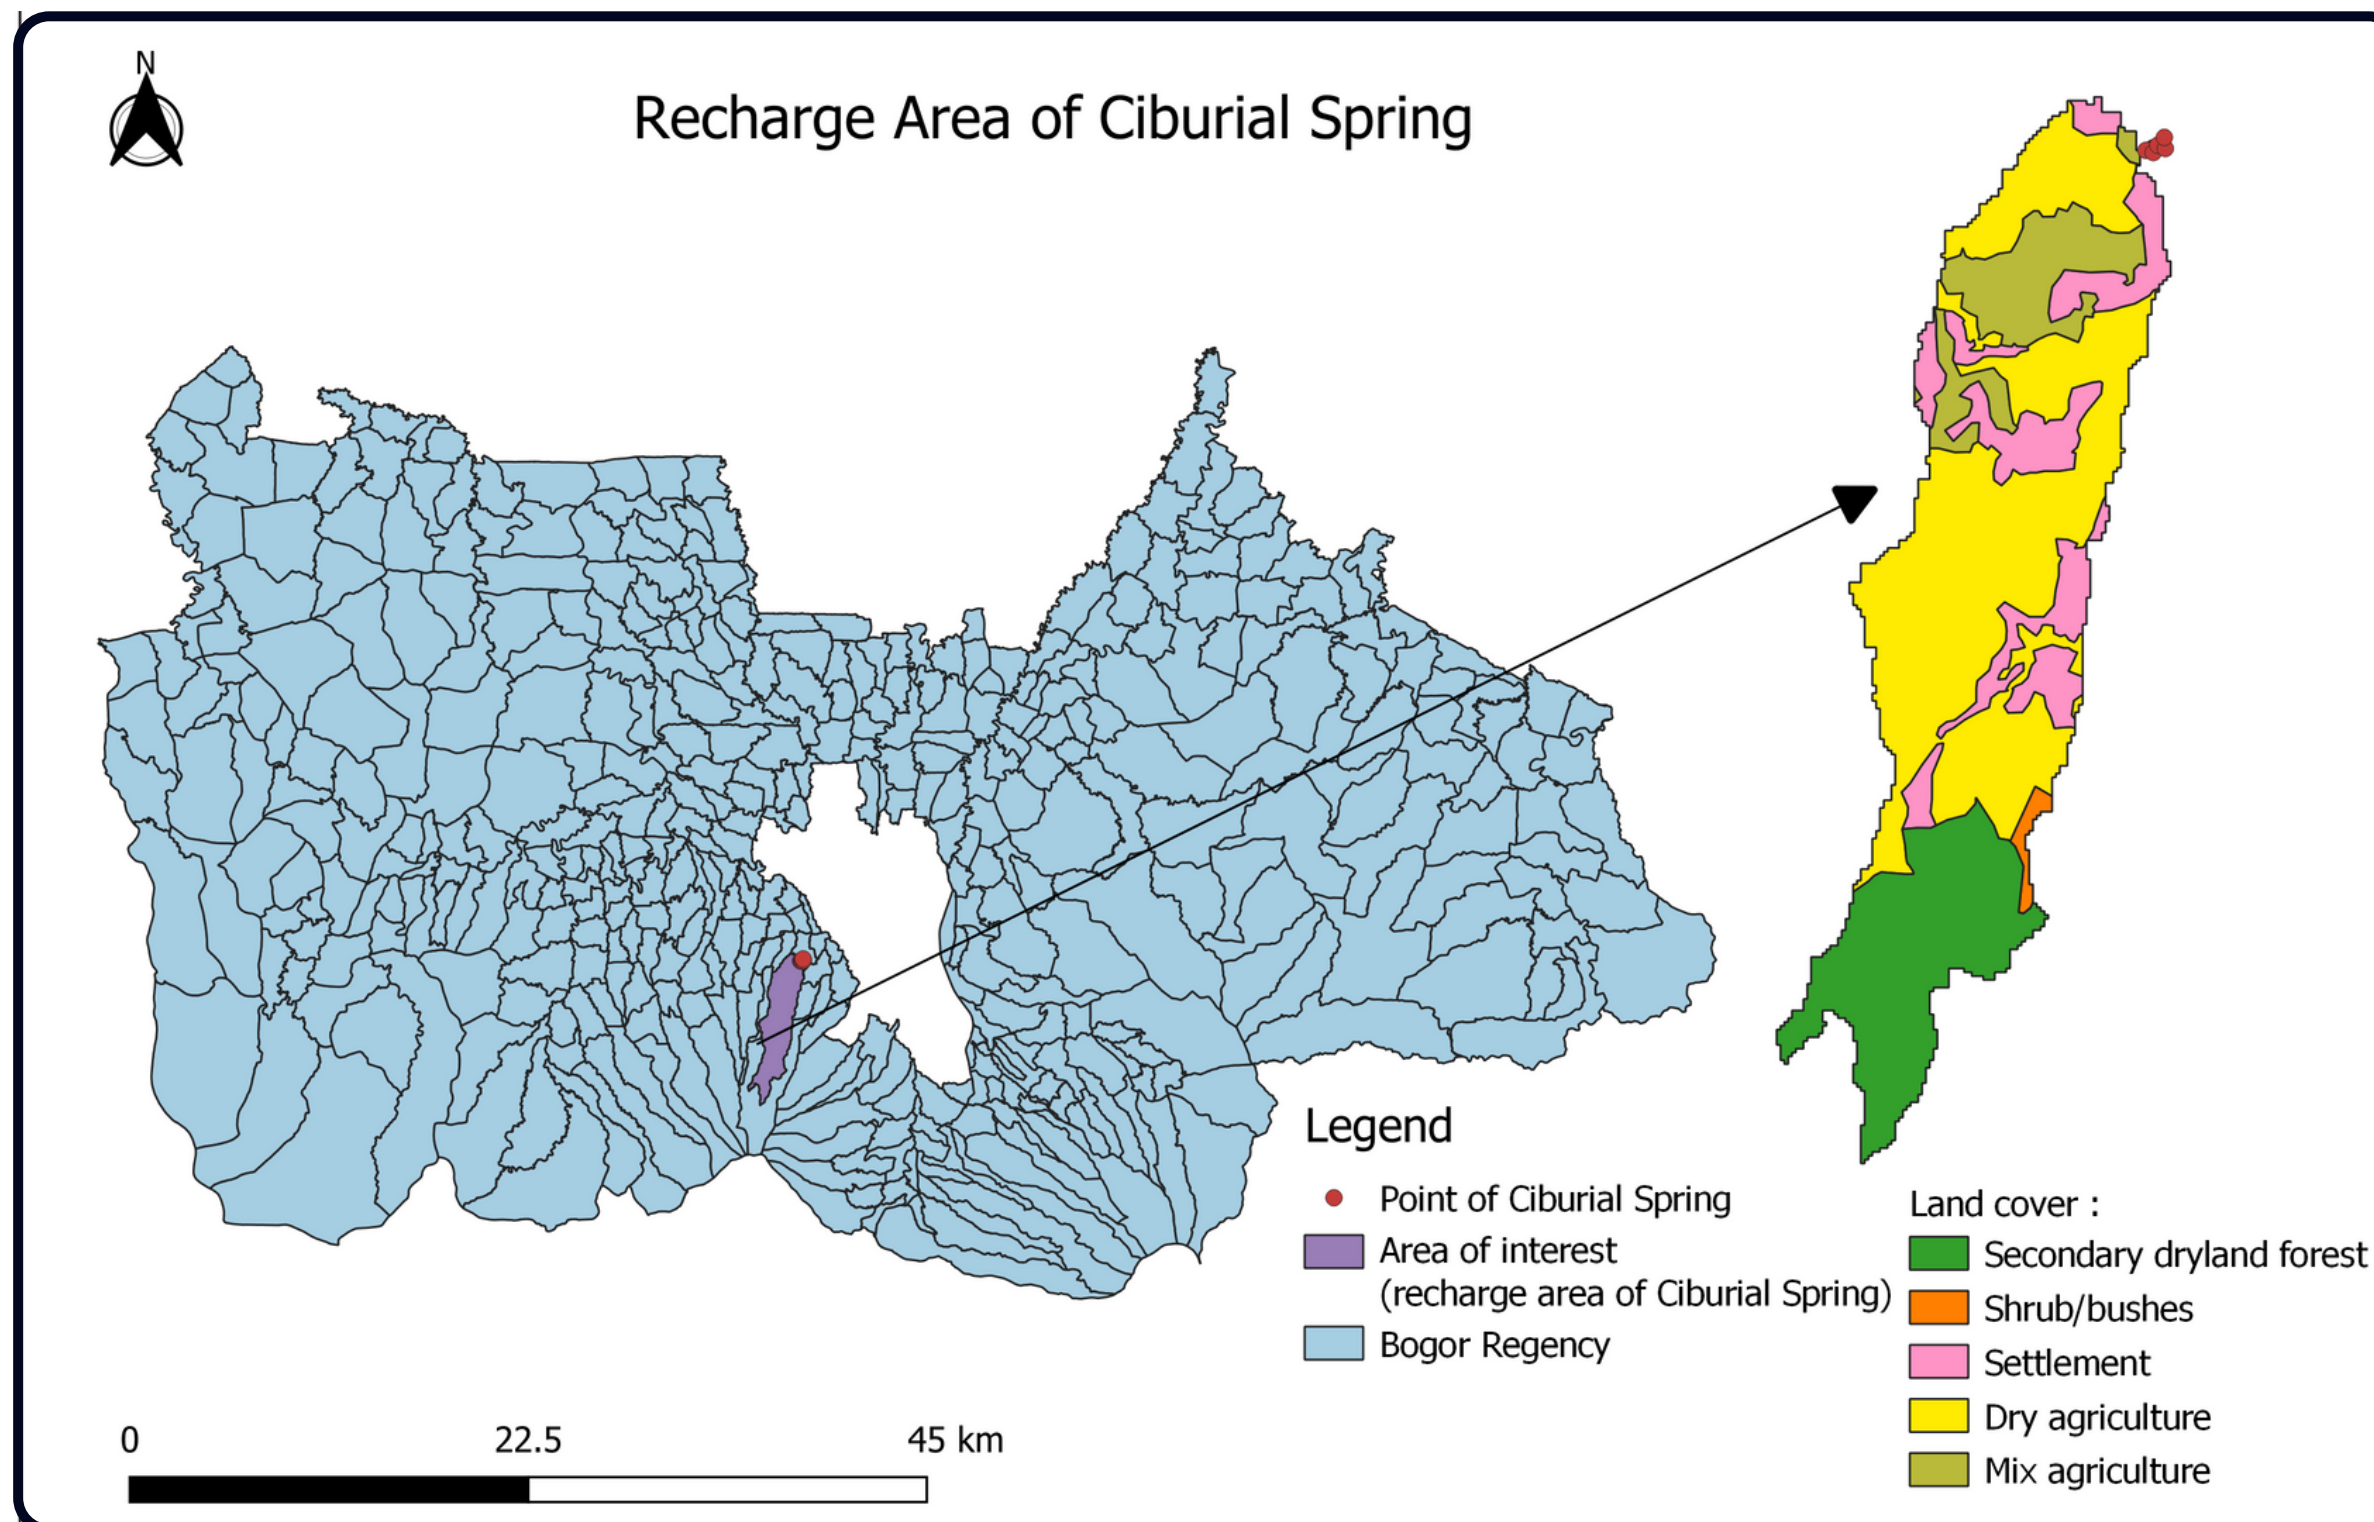 N
Recharge Area of Ciburial Spring
Legend
Point of Ciburial Spring
Area of interest
(recharge area of Ciburial Spring)
Bogor Regency
Land cover :
Secondary dryland forest
Shrub/bushes
Settlement
Dry agriculture
Mix agriculture
0 22.5 45 km